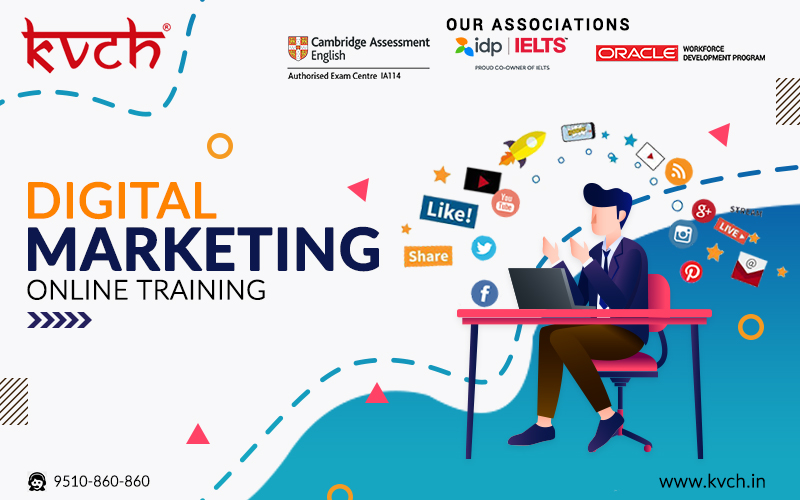 kvch®
OUR ASSOCIATIONS
Cambridge Assessment
English
Authorised Exam Centre IA114
idp | IELTS™
PROUD CO-OWNER OF IELTS
ORACLE
WORKFORCE
DEVELOPMENT PROGRAM
DIGITAL
MARKETING
ONLINE TRAINING
Like!
You
Tube
Share
g+
LIVE
@
9510-860-860
www.kvch.in